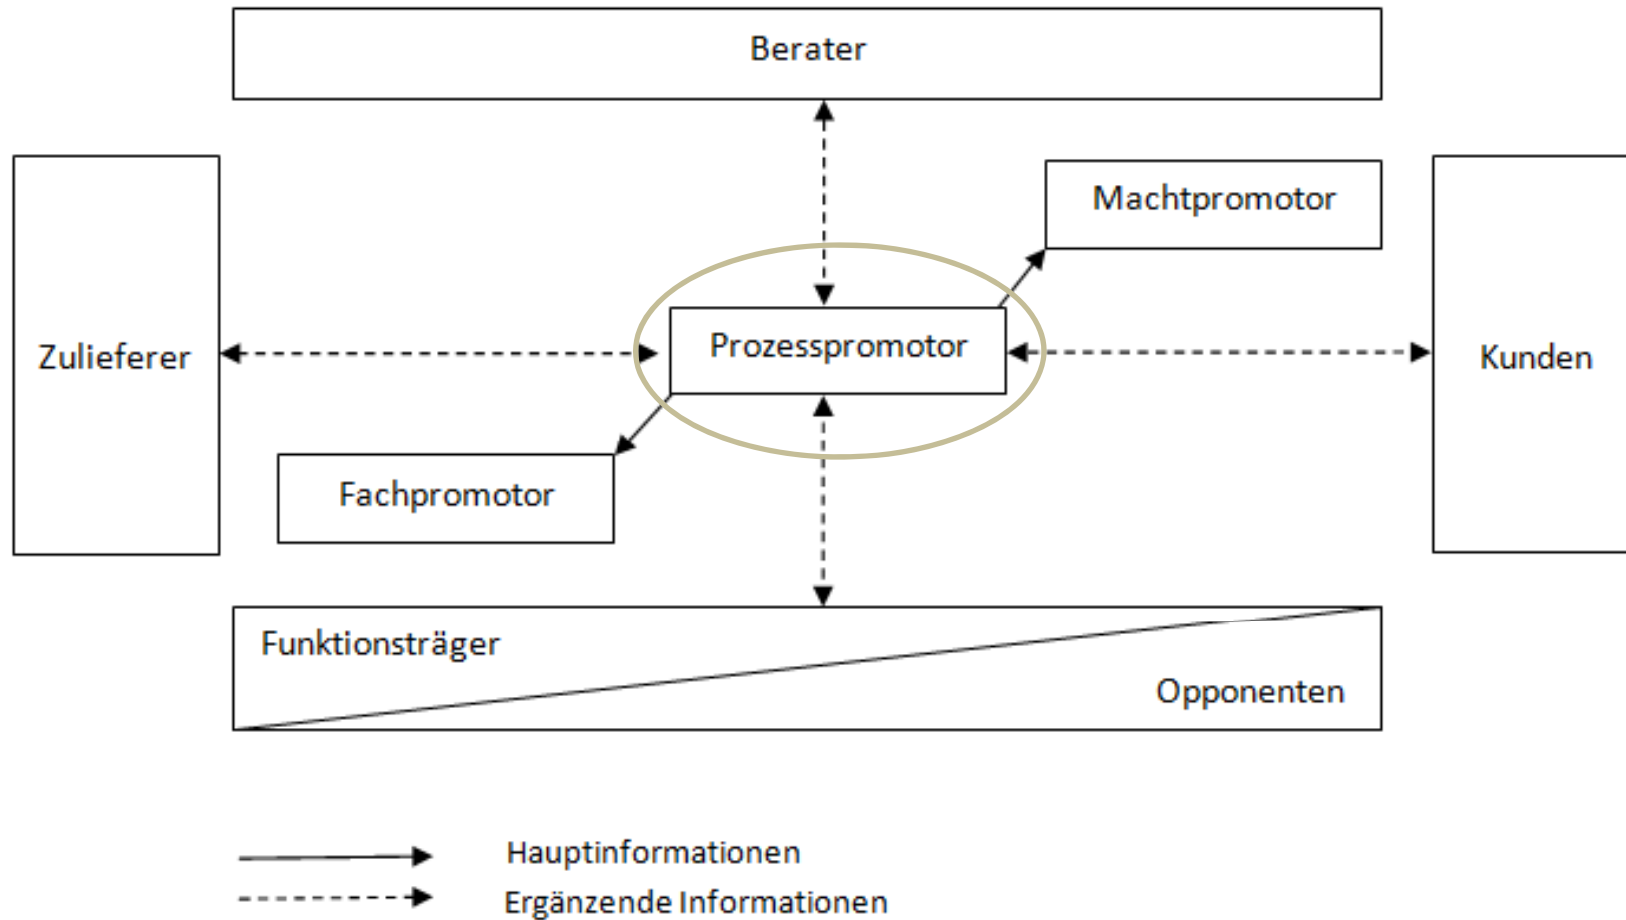 Berater
Machtpromotor
Prozesspromotor
Zulieferer
Kunden
Fachpromotor
Funktionsträger
Opponenten
Hauptinformationen
Ergänzende Informationen